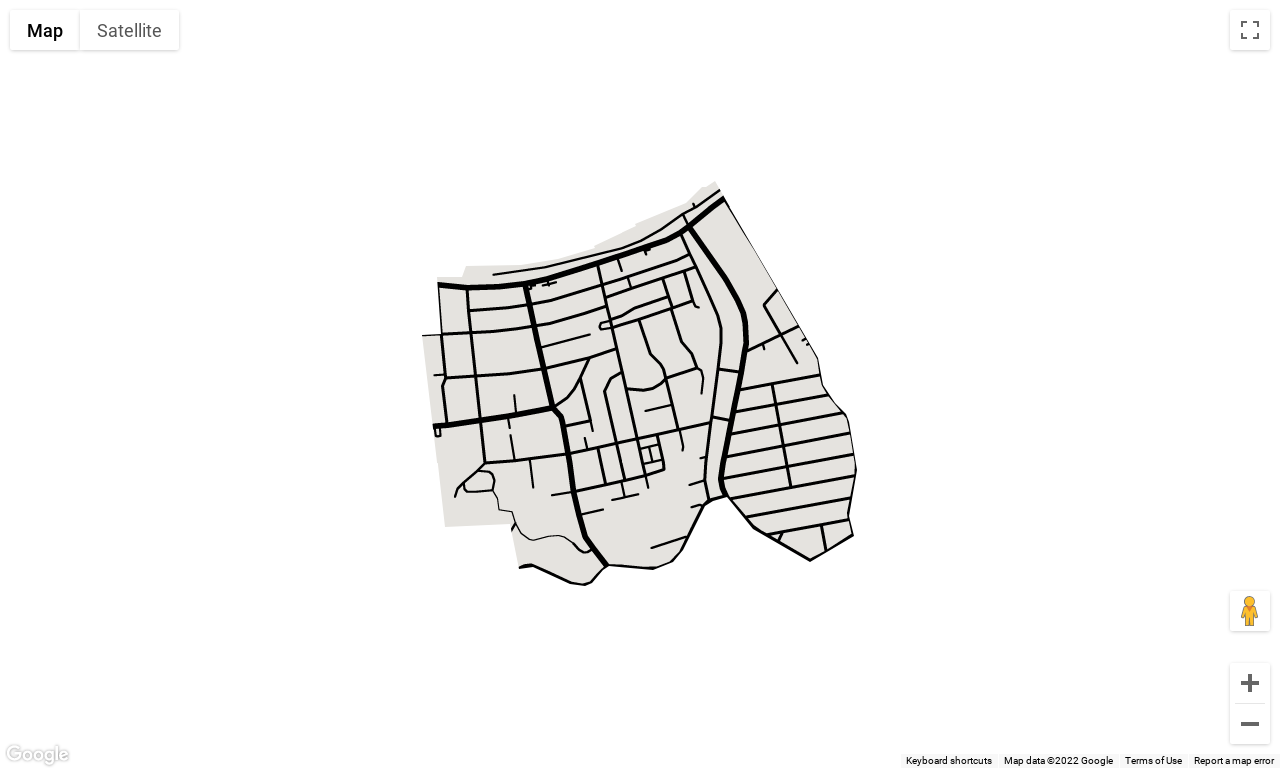 Map Satellite
Google
Keyboard shortcuts Map data ©2022 Google Terms of Use Report a map error